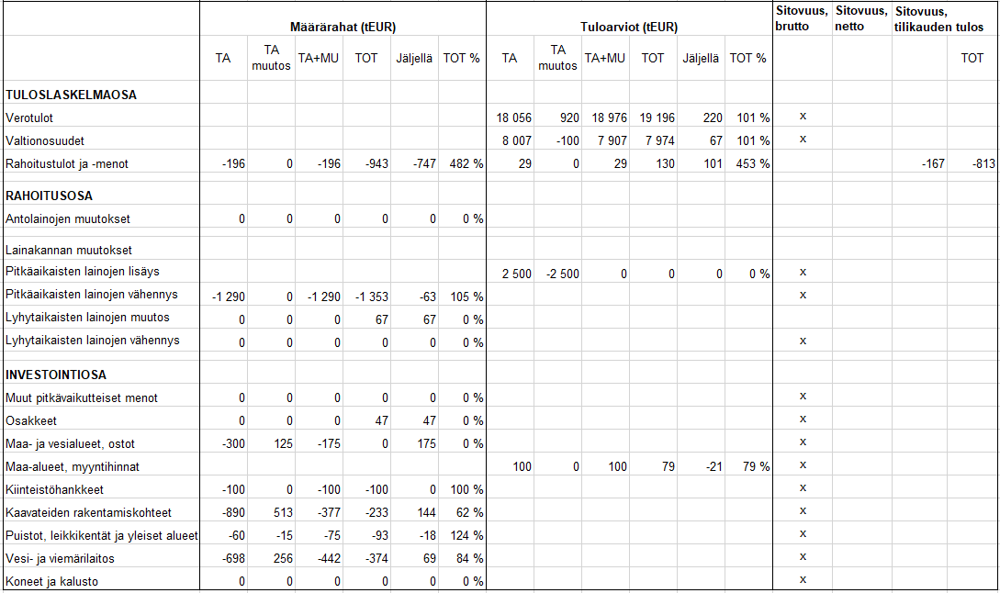 Määrärahat (tEUR) Tuloarviot (tEUR) Sitovuus, brutto Sitovuus, netto Sitovuus, tilikauden tulos
TA TA muutos TA+MU TOT Jäljellä TOT % TA TA muutos TA+MU TOT Jäljellä TOT % TOT
TULOSLASKELMAOSA
Verotulot 18 056 920 18 976 19 196 220 101 % x
Valtionosuudet 8 007 -100 7 907 7 974 67 101 % x
Rahoitustulot ja -menot -196 0 -196 -943 -747 482 % 29 0 29 130 101 453 % -167 -813
RAHOITUSOSA
Antolainojen muutokset 0 0 0 0 0 0 %
Lainakannan muutokset
Pitkäaikaisten lainojen lisäys 2 500 -2 500 0 0 0 0 % x
Pitkäaikaisten lainojen vähennys -1 290 0 -1 290 -1 353 -63 105 % x
Lyhytaikaisten lainojen muutos 0 0 0 67 67 0 %
Lyhytaikaisten lainojen vähennys 0 0 0 0 0 0 % x
INVESTOINTIOSA
Muut pitkävaikutteiset menot 0 0 0 0 0 0 % x
Osakkeet 0 0 0 47 47 0 % x
Maa- ja vesialueet, ostot -300 125 -175 0 175 0 % x
Maa-alueet, myyntihinnat 100 0 100 79 -21 79 % x
Kiinteistöhankkeet -100 0 -100 -100 0 100 % x
Kaavateiden rakentamiskohteet -890 513 -377 -233 144 62 % x
Puistot, leikkikentät ja yleiset alueet -60 -15 -75 -93 -18 124 % x
Vesi- ja viemärilaitos -698 256 -442 -374 69 84 % x
Koneet ja kalusto 0 0 0 0 0 0 % x